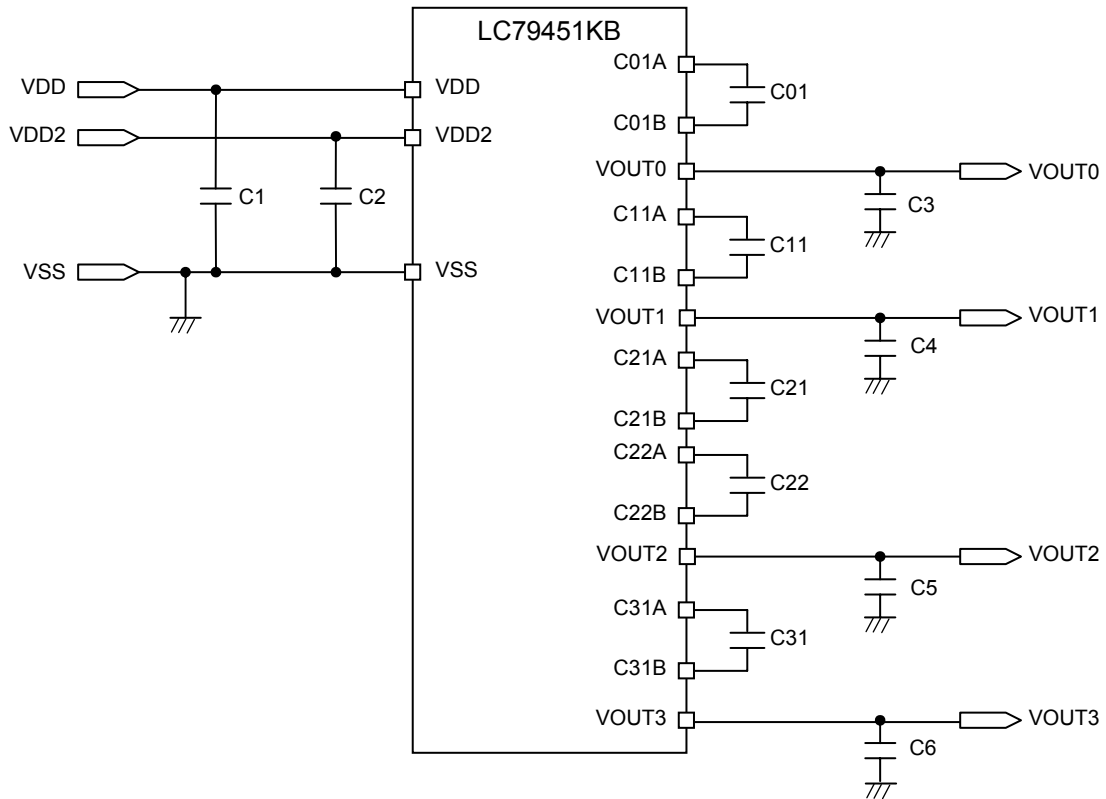 LC79451KB
VDD
VDD
VDD2
VDD2
C1
C2
VSS
VSS
C01A
C01
C01B
VOUT0
VOUT0
C3
C11A
C11
C11B
VOUT1
VOUT1
C4
C21A
C21
C21B
C22A
C22
C22B
VOUT2
VOUT2
C5
C31A
C31
C31B
VOUT3
VOUT3
C6